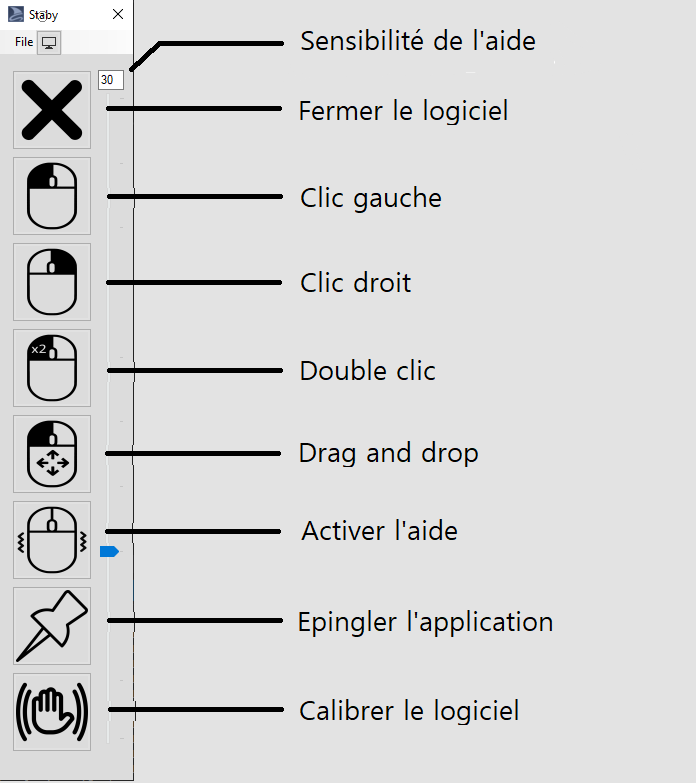 Stąby
File
30
Sensibilité de l'aide
Fermer le logiciel
Clic gauche
Clic droit
x2
Double clic
Drag and drop
Activer l'aide
Epingler l'application
Calibrer le logiciel